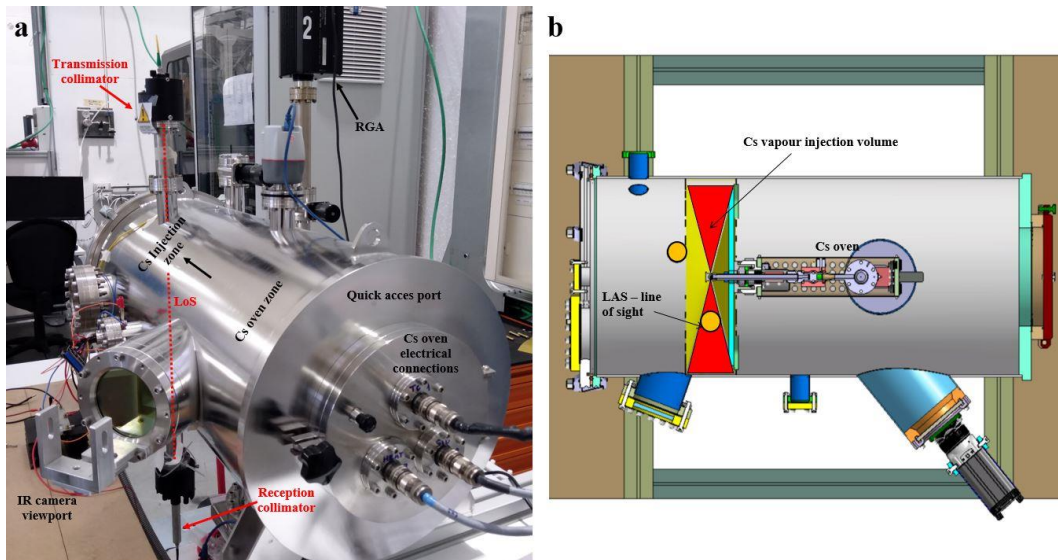 a
Transmission
collimator
2
RGA
Cs Injection
zone
LoS
Cs oven zone
Quick acces port
Cs oven
electrical
connections
IR camera
viewport
Reception
collimator
b
Cs vapour injection volume
Cs oven
LAS – line
of sight